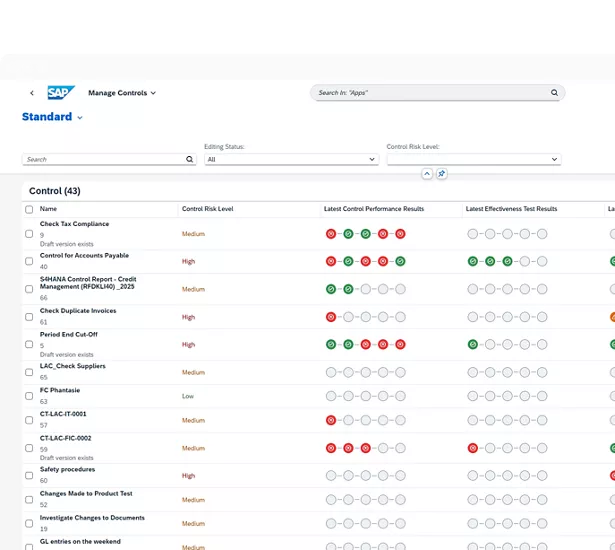 SAP
Manage Controls
Search In: "Apps"
Standard
Editing Status:
Control Risk Level:
Search
All
Control (43)
Name Control Risk Level Latest Control Performance Results Latest Effectiveness Test Results
Check Tax Compliance
9
Draft version exists
Medium
Control for Accounts Payable
40
High
S4HANA Control Report - Credit
Management (RFDKLI40) _2025
66
Medium
Check Duplicate Invoices
61
High
Period End Cut-Off
5
Draft version exists
High
LAC_Check Suppliers
65
Medium
FC Phantasie
63
Low
CT-LAC-IT-0001
57
Medium
CT-LAC-FIC-0002
59
Draft version exists
Medium
Safety procedures
60
High
Changes Made to Product Test
52
Medium
Investigate Changes to Documents
19
Medium
GL entries on the weekend
Medium